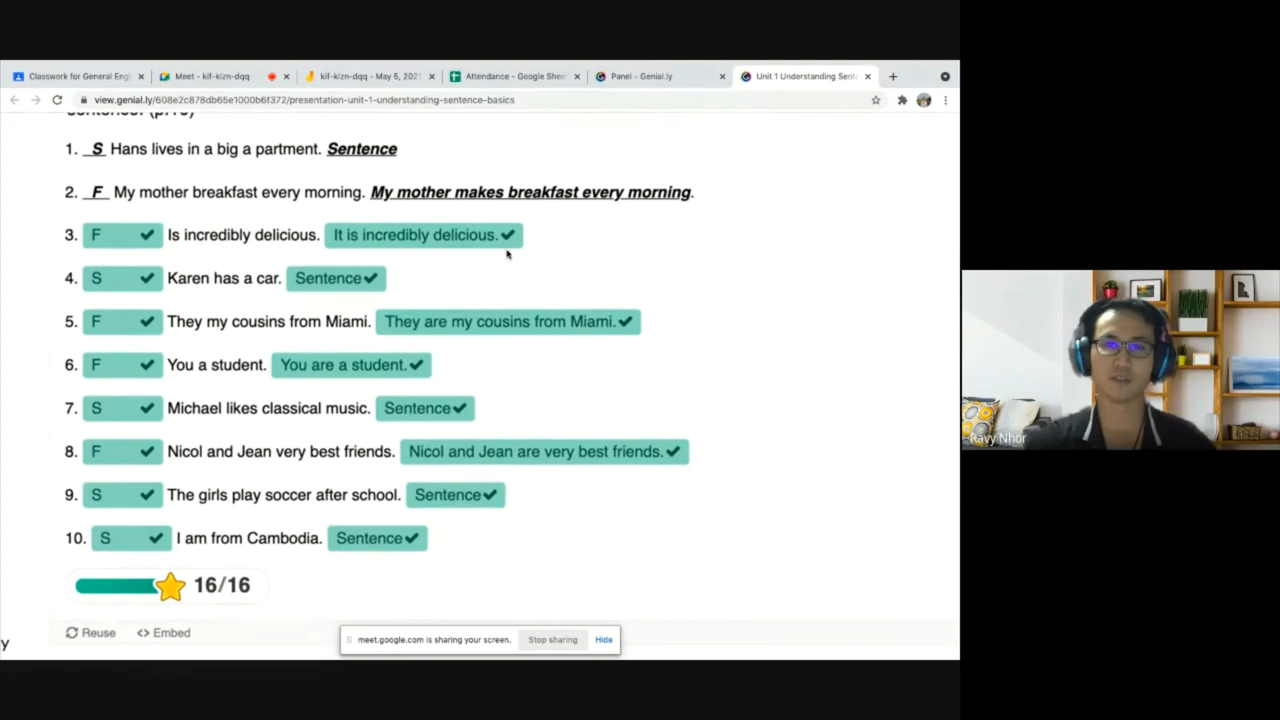 Classwork for General Engl
Meet - kif-kizn-dqq
kif-kizn-dqq - May 5, 2021
Attendance - Google Shee
Panel - Genial.ly
Unit 1 Understanding Sent
view.genial.ly/608e2c878db65e1000b6f372/presentation-unit-1-understanding-sentence-basics
1. S Hans lives in a big a partment. Sentence
2. F My mother breakfast every morning. My mother makes breakfast every morning.
3. F Is incredibly delicious. It is incredibly delicious.
4. S Karen has a car. Sentence
5. F They my cousins from Miami. They are my cousins from Miami.
6. F You a student. You are a student.
7. S Michael likes classical music. Sentence
8. F Nicol and Jean very best friends. Nicol and Jean are very best friends.
9. S The girls play soccer after school. Sentence
10. S I am from Cambodia. Sentence
16/16
Reuse <> Embed
y
meet.google.com is sharing your screen. Stop sharing Hide
Ravy Nhor